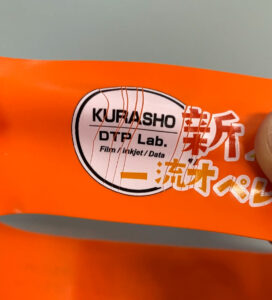 KURASHO
DTP Lab.
Film / inkjet / Data
新
一流オペレ